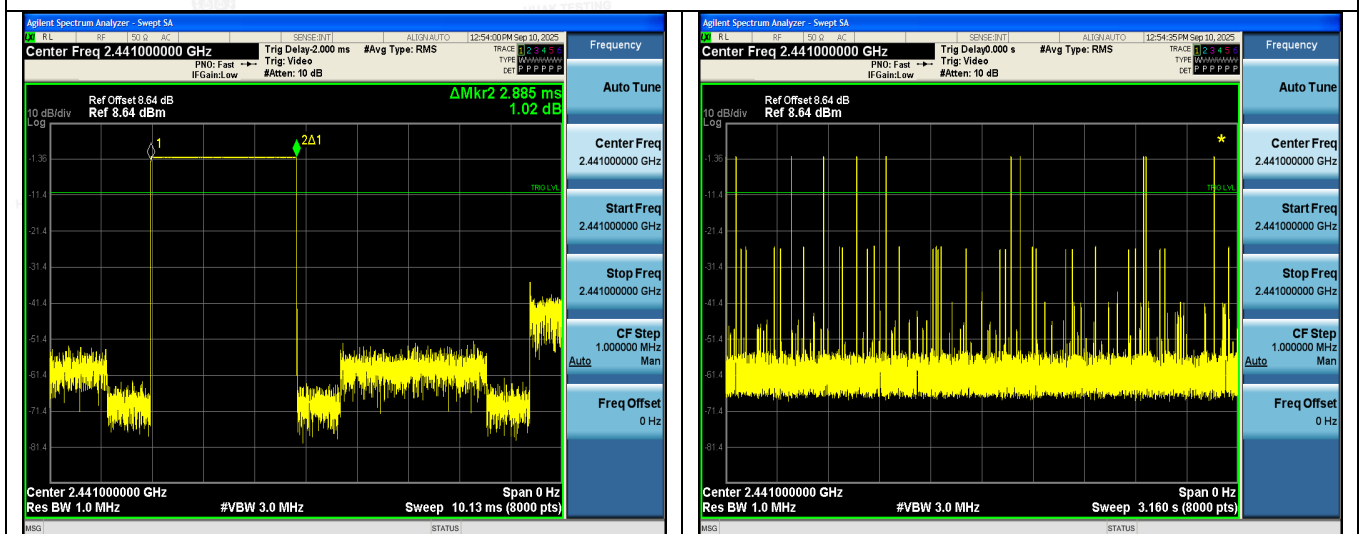 Agilent Spectrum Analyzer - Swept SA
LXI RL RF 50 Ω AC SENSE:INT ALIGNAUTO 12:54:00PM Sep 10, 2025
Center Freq 2.441000000 GHz
Trig Delay-2.000 ms #Avg Type: RMS
TRACE 1 2 3 4 5 6
PNO: Fast Trig: Video
TYPE WWWWWW
IFGain:Low #Atten: 10 dB
DET P P P P P P
ΔMkr2 2.885 ms
1.02 dB
Ref Offset 8.64 dB
10 dB/div Ref 8.64 dBm
Log
1
2Δ1
-1.36
TRIG LVL
-11.4
-21.4
-31.4
-41.4
-51.4
-61.4
-71.4
-81.4
Center 2.441000000 GHz Span 0 Hz
Res BW 1.0 MHz #VBW 3.0 MHz Sweep 10.13 ms (8000 pts)
MSG STATUS
Frequency
Auto Tune
Center Freq
2.441000000 GHz
Start Freq
2.441000000 GHz
Stop Freq
2.441000000 GHz
CF Step
1.000000 MHz
Auto Man
Freq Offset
0 Hz
Agilent Spectrum Analyzer - Swept SA
LXI RL RF 50 Ω AC SENSE:INT ALIGNAUTO 12:54:35PM Sep 10, 2025
Center Freq 2.441000000 GHz
Trig Delay0.000 s #Avg Type: RMS
TRACE 1 2 3 4 5 6
PNO: Fast Trig: Video
TYPE WWWWWW
IFGain:Low #Atten: 10 dB
DET P P P P P P
Ref Offset 8.64 dB
10 dB/div Ref 8.64 dBm
Log
*
-1.36
TRIG LVL
-11.4
-21.4
-31.4
-41.4
-51.4
-61.4
-71.4
-81.4
Center 2.441000000 GHz Span 0 Hz
Res BW 1.0 MHz #VBW 3.0 MHz Sweep 3.160 s (8000 pts)
MSG STATUS
Frequency
Auto Tune
Center Freq
2.441000000 GHz
Start Freq
2.441000000 GHz
Stop Freq
2.441000000 GHz
CF Step
1.000000 MHz
Auto Man
Freq Offset
0 Hz